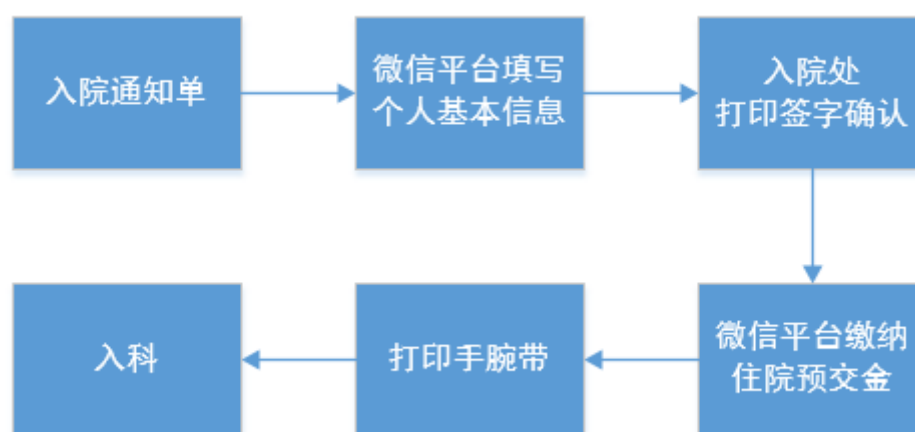 入院通知单
微信平台填写
个人基本信息
入院处
打印签字确认
微信平台缴纳
住院预交金
打印手腕带
入科